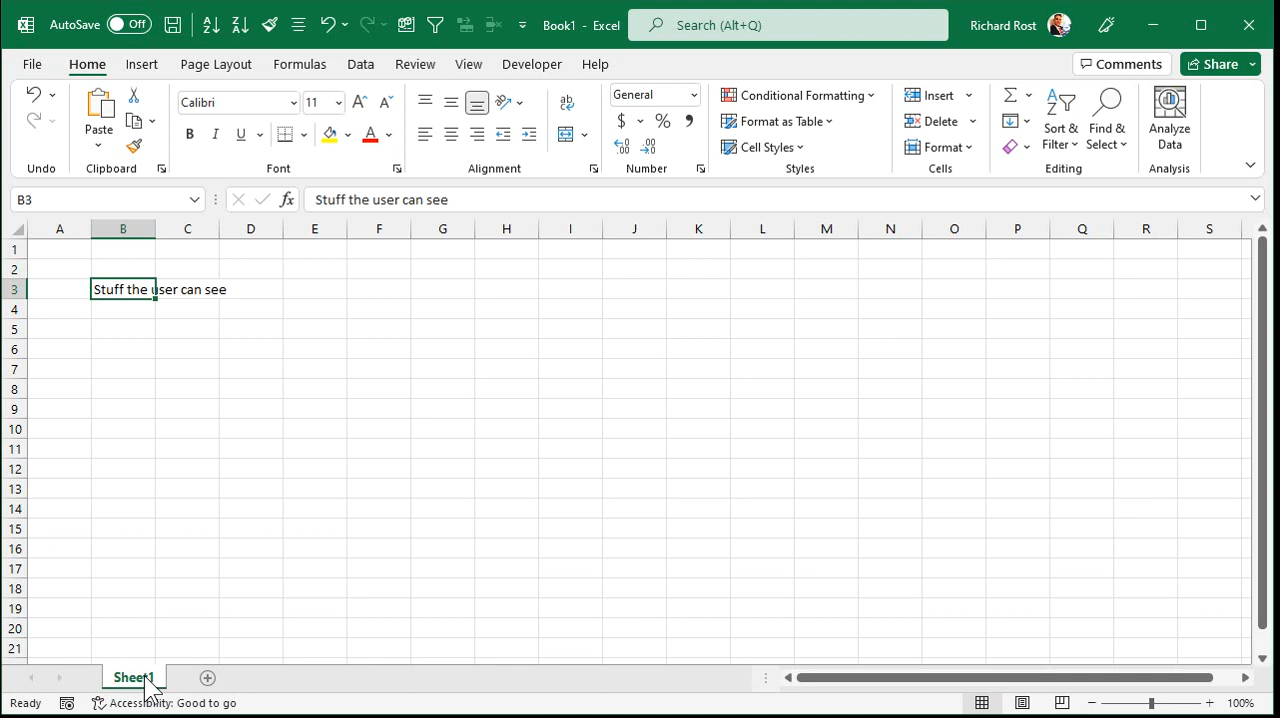 AutoSave Off Book1 - Excel Search (Alt+Q) Richard Rost
File Home Insert Page Layout Formulas Data Review View Developer Help Comments Share
Calibri 11 General Conditional Formatting Insert
Paste B I U A $ % Format as Table Delete Sort & Filter Find & Select Analyze Data
Cell Styles Format
Undo Clipboard Font Alignment Number Styles Cells Editing Analysis
B3 fx Stuff the user can see
A B C D E F G H I J K L M N O P Q R S
1
2
3 Stuff the user can see
4
5
6
7
8
9
10
11
12
13
14
15
16
17
18
19
20
21
Sheet1
Ready Accessibility: Good to go 100%